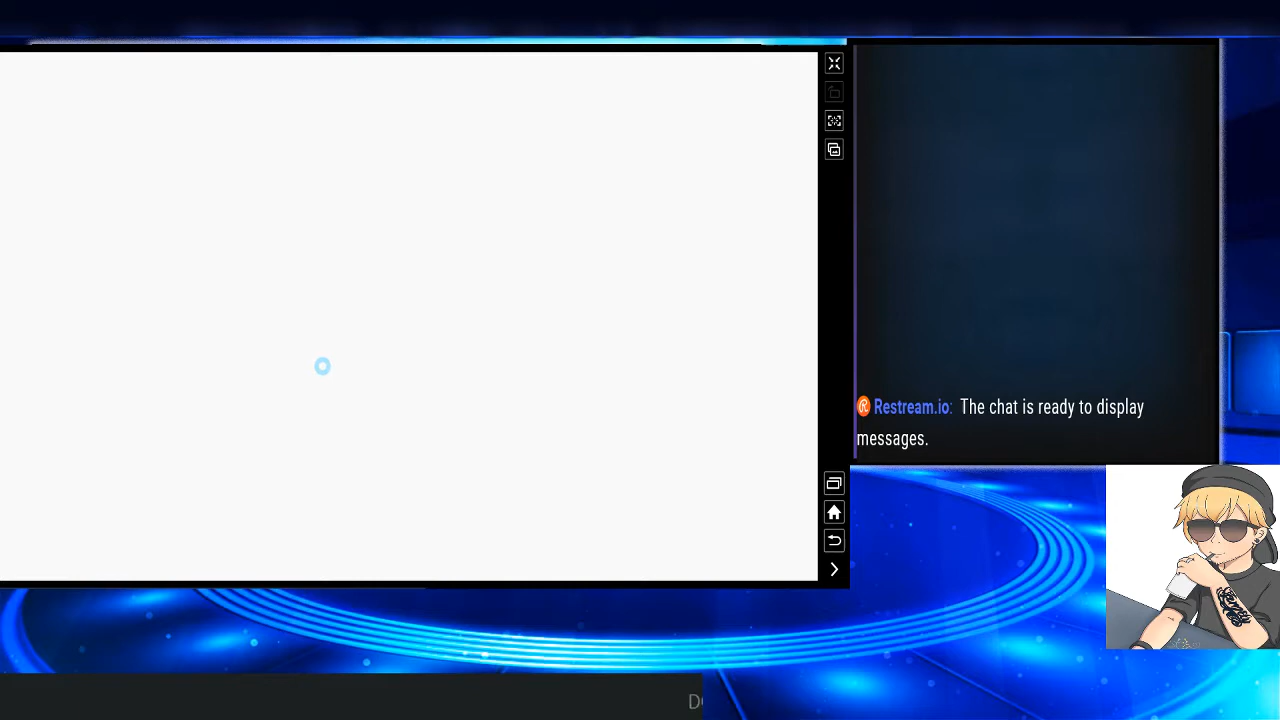 Restream.io: The chat is ready to display
messages.